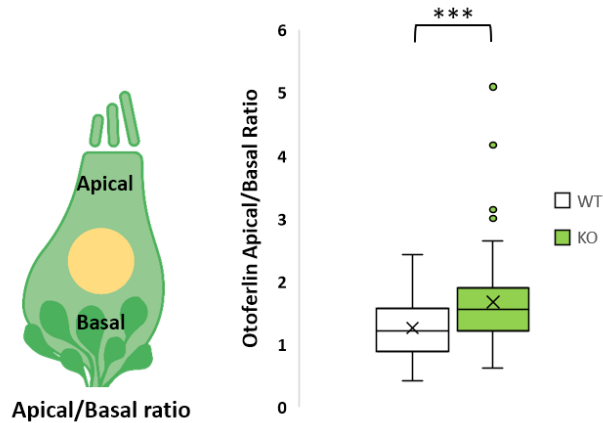 Apical
Basal
Apical/Basal ratio
Otoferlin Apical/Basal Ratio
6
5
4
3
2
1
0
***
WT
KO